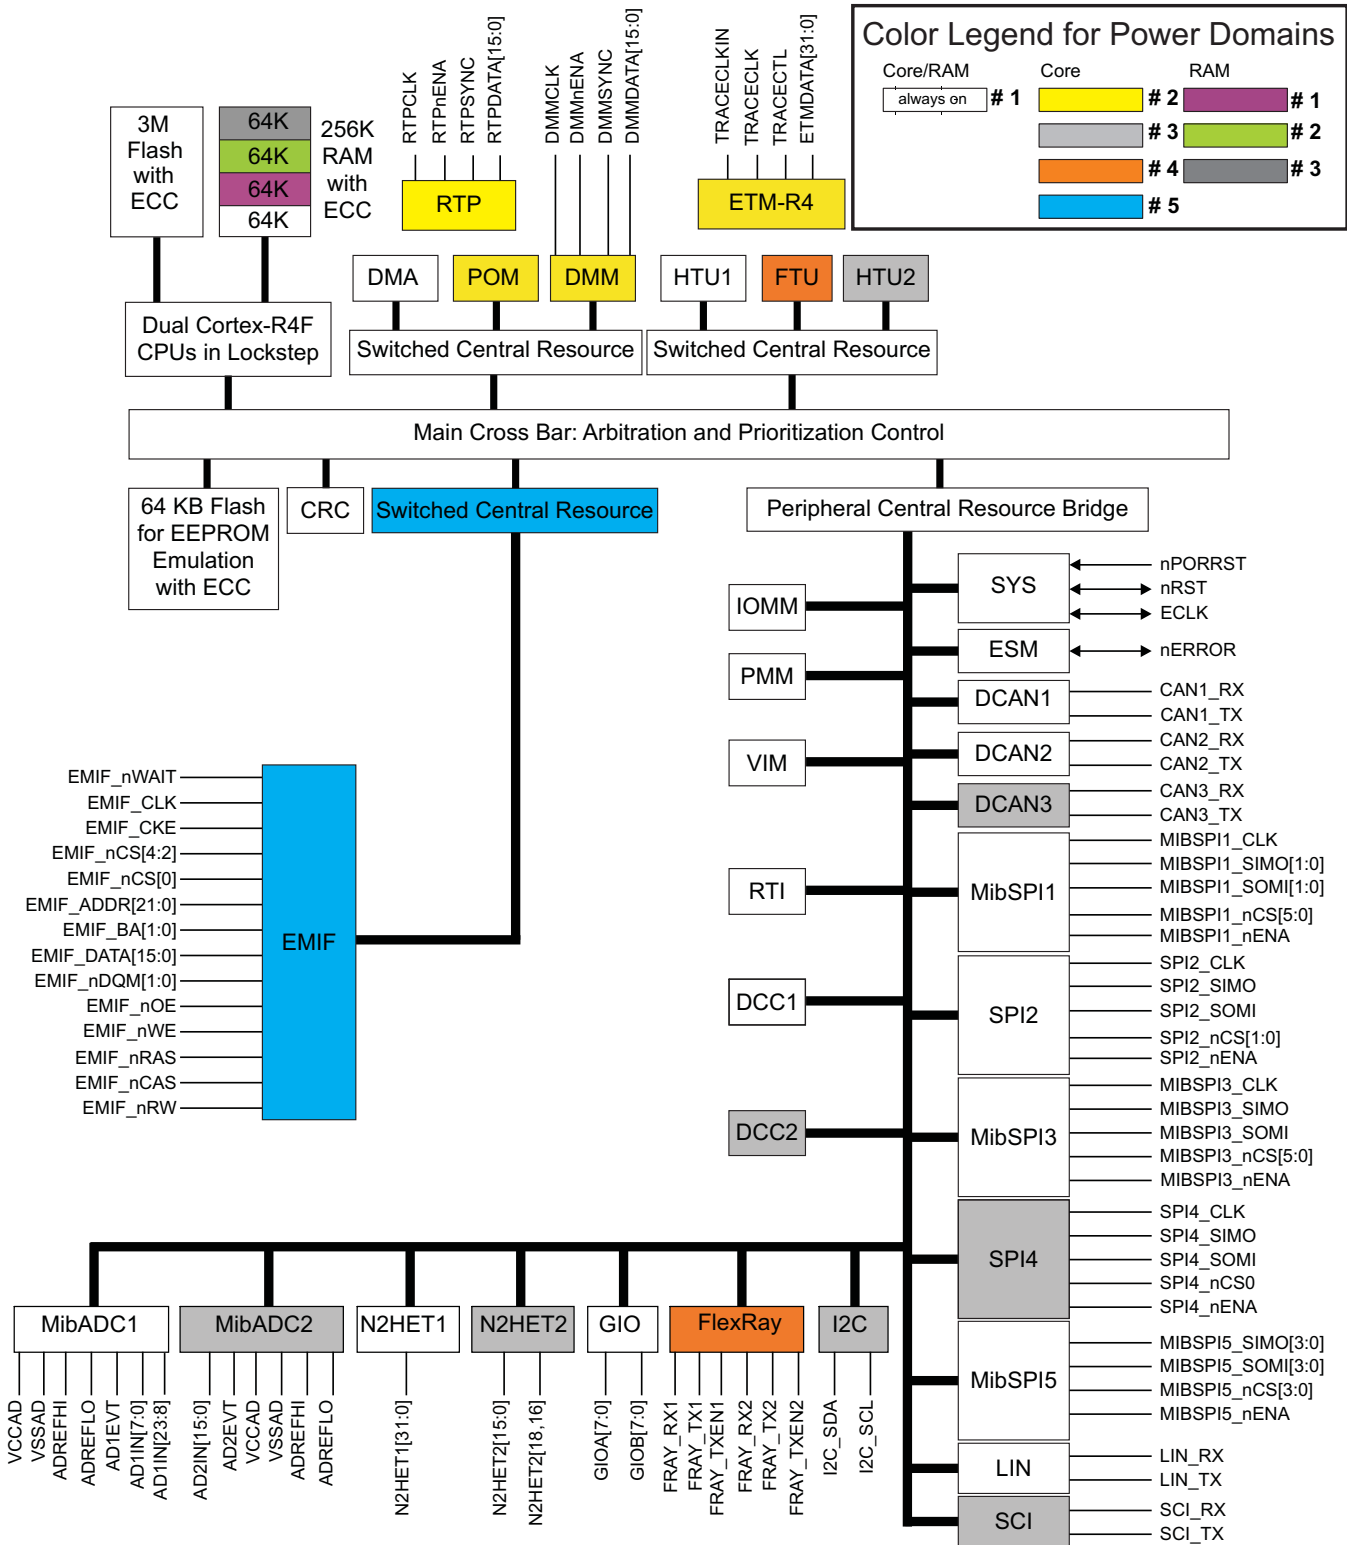 Color Legend for Power Domains
Core/RAM
Core
RAM
always on
# 1
# 2
# 1
# 3
# 2
# 4
# 3
# 5
3M
Flash
with
ECC
64K
64K
64K
64K
256K
RAM
with
ECC
RTPCLK
RTPnENA
RTPSYNC
RTPDATA[15:0]
RTP
DMMCLK
DMMnENA
DMMSYNC
DMMDATA[15:0]
TRACECLKIN
TRACECLK
TRACECTL
ETMDATA[31:0]
ETM-R4
DMA
POM
DMM
HTU1
FTU
HTU2
Dual Cortex-R4F
CPUs in Lockstep
Switched Central Resource
Switched Central Resource
Main Cross Bar: Arbitration and Prioritization Control
64 KB Flash
for EEPROM
Emulation
with ECC
CRC
Switched Central Resource
Peripheral Central Resource Bridge
IOMM
PMM
VIM
RTI
DCC1
DCC2
SYS
nPORRST
nRST
ECLK
ESM
nERROR
DCAN1
CAN1_RX
CAN1_TX
DCAN2
CAN2_RX
CAN2_TX
DCAN3
CAN3_RX
CAN3_TX
MibSPI1
MIBSPI1_CLK
MIBSPI1_SIMO[1:0]
MIBSPI1_SOMI[1:0]
MIBSPI1_nCS[5:0]
MIBSPI1_nENA
SPI2
SPI2_CLK
SPI2_SIMO
SPI2_SOMI
SPI2_nCS[1:0]
SPI2_nENA
MibSPI3
MIBSPI3_CLK
MIBSPI3_SIMO
MIBSPI3_SOMI
MIBSPI3_nCS[5:0]
MIBSPI3_nENA
SPI4
SPI4_CLK
SPI4_SIMO
SPI4_SOMI
SPI4_nCS0
SPI4_nENA
MibSPI5
MIBSPI5_SIMO[3:0]
MIBSPI5_SOMI[3:0]
MIBSPI5_nCS[3:0]
MIBSPI5_nENA
LIN
LIN_RX
LIN_TX
SCI
SCI_RX
SCI_TX
EMIF_nWAIT
EMIF_CLK
EMIF_CKE
EMIF_nCS[4:2]
EMIF_nCS[0]
EMIF_ADDR[21:0]
EMIF_BA[1:0]
EMIF_DATA[15:0]
EMIF_nDQM[1:0]
EMIF_nOE
EMIF_nWE
EMIF_nRAS
EMIF_nCAS
EMIF_nRW
EMIF
MibADC1
MibADC2
N2HET1
N2HET2
GIO
FlexRay
I2C
VCCAD
VSSAD
ADREFHI
ADREFLO
AD1EVT
AD1IN[7:0]
AD1IN[23:8]
AD2IN[15:0]
AD2EVT
VCCAD
VSSAD
ADREFHI
ADREFLO
N2HET1[31:0]
N2HET2[15:0]
N2HET2[18,16]
GIOA[7:0]
GIOB[7:0]
FRAY_RX1
FRAY_TX1
FRAY_TXEN1
FRAY_RX2
FRAY_TX2
FRAY_TXEN2
I2C_SDA
I2C_SCL